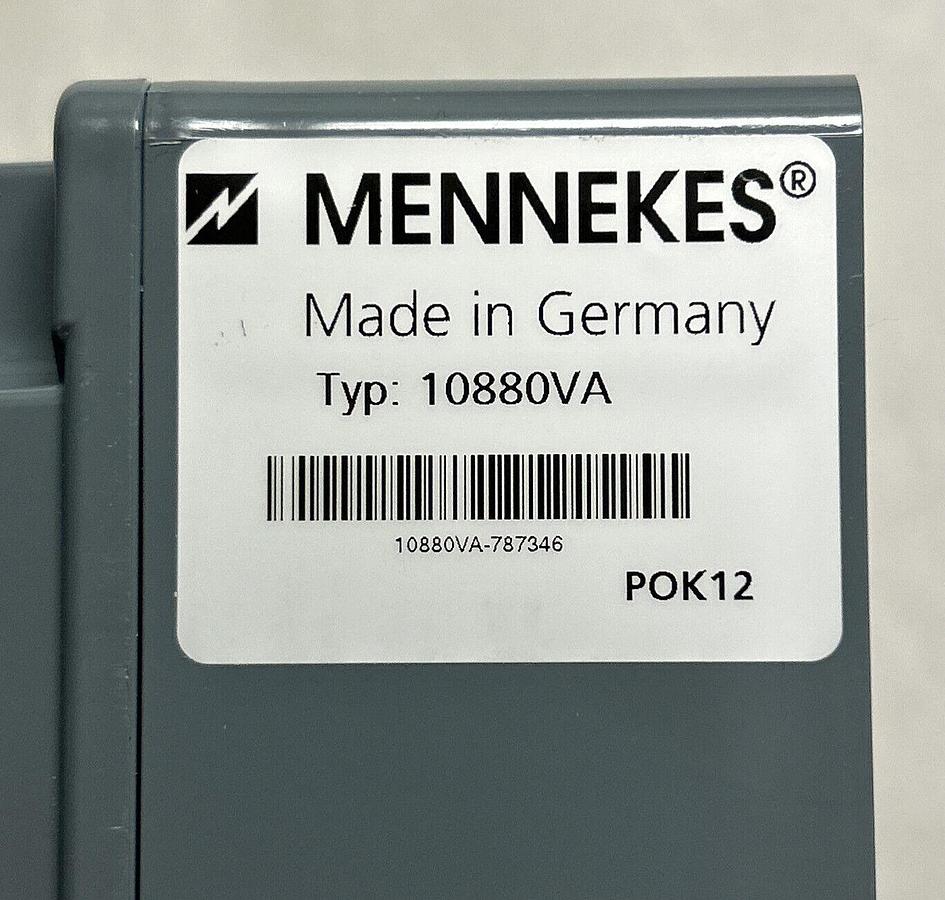 MENNEKES®
Made in Germany
Typ: 10880VA
10880VA-787346
POK12